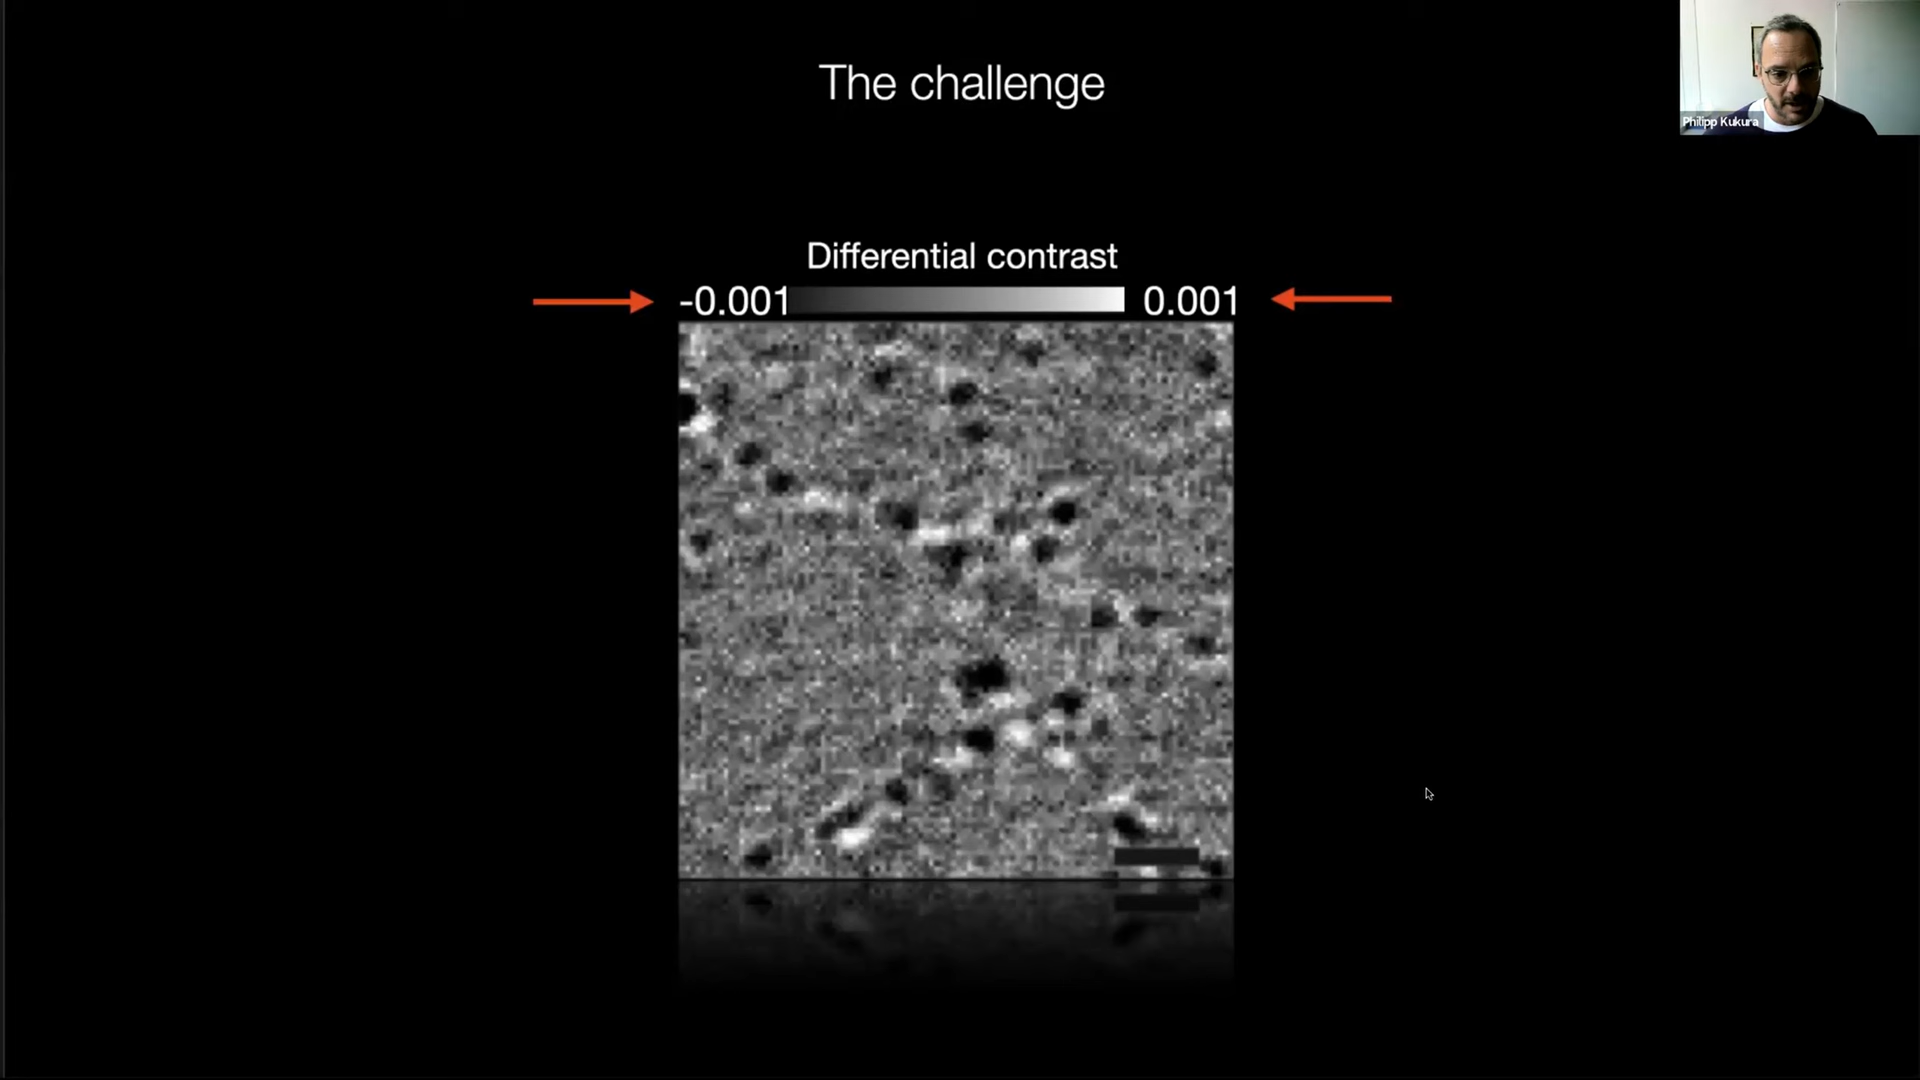 The challenge
Philipp Kukura
Differential contrast
-0.001 0.001